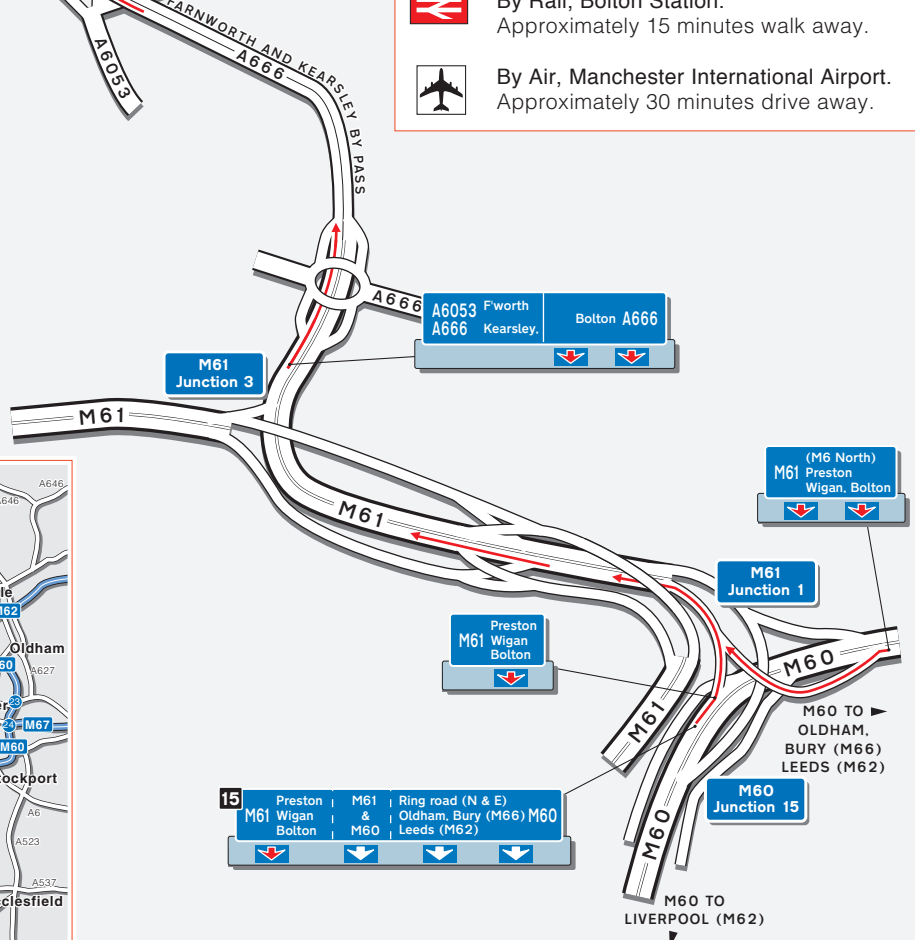 By Rail, Bolton Station.
Approximately 15 minutes walk away.
By Air, Manchester International Airport.
Approximately 30 minutes drive away.
FARNWORTH AND KEARSLEY BY PASS
A666
A6053
A666
A6053 F'worth
A666 Kearsley.
Bolton A666
M61
Junction 3
M61
M61
(M6 North)
M61 Preston
Wigan, Bolton
M61
Junction 1
Preston
M61 Wigan
Bolton
M60
M61
M60 TO
OLDHAM,
BURY (M66)
LEEDS (M62)
M60
Junction 15
15
Preston
M61 Wigan
Bolton
M61
&
M60
Ring road (N & E)
Oldham, Bury (M66) M60
Leeds (M62)
M60
M60 TO
LIVERPOOL (M62)
A646
M62
Oldham
A627
23
24
M67
M60
A6
A523
A537